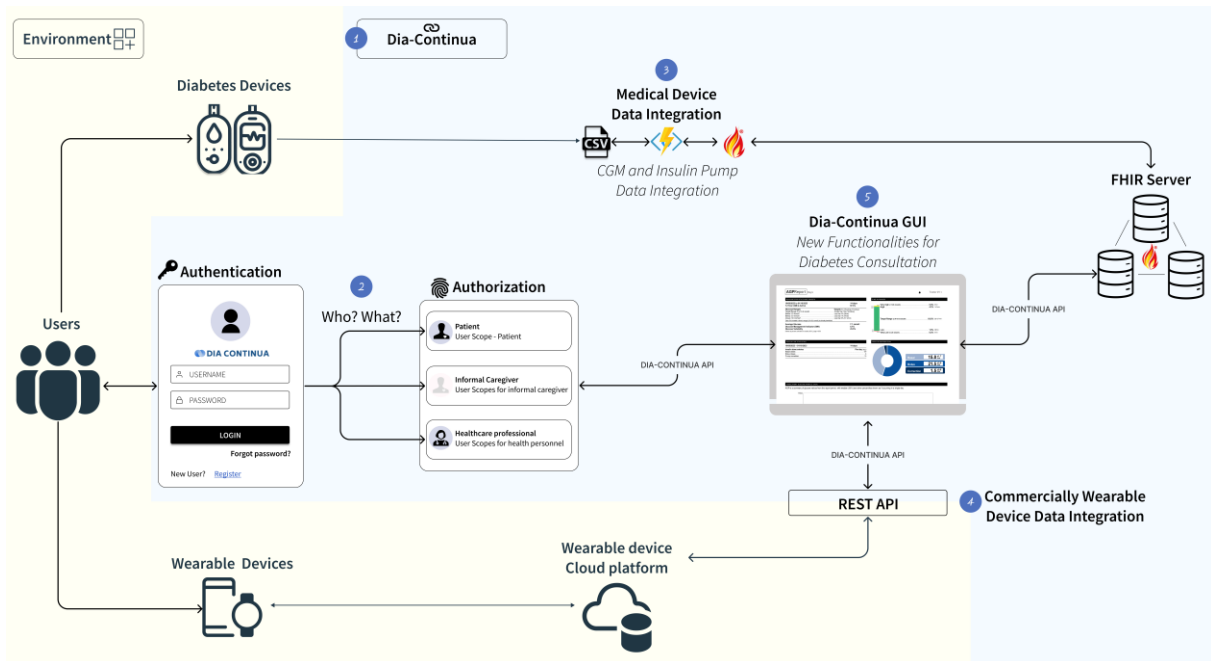 Environment
1
Dia-Continua
Diabetes Devices
3
Medical Device
Data Integration
CSV
CGM and Insulin Pump
Data Integration
FHIR Server
5
Dia-Continua GUI
New Functionalities for
Diabetes Consultation
Authentication
2
Who? What?
Authorization
Users
DIA CONTINUA
USERNAME
PASSWORD
LOGIN
Forgot password?
New User? Register
Patient
User Scope - Patient
Informal Caregiver
User Scopes for informal caregiver
Healthcare professional
User Scopes for health personnel
DIA-CONTINUA API
DIA-CONTINUA API
DIA-CONTINUA API
REST API
4
Commercially Wearable
Device Data Integration
Wearable Devices
Wearable device
Cloud platform